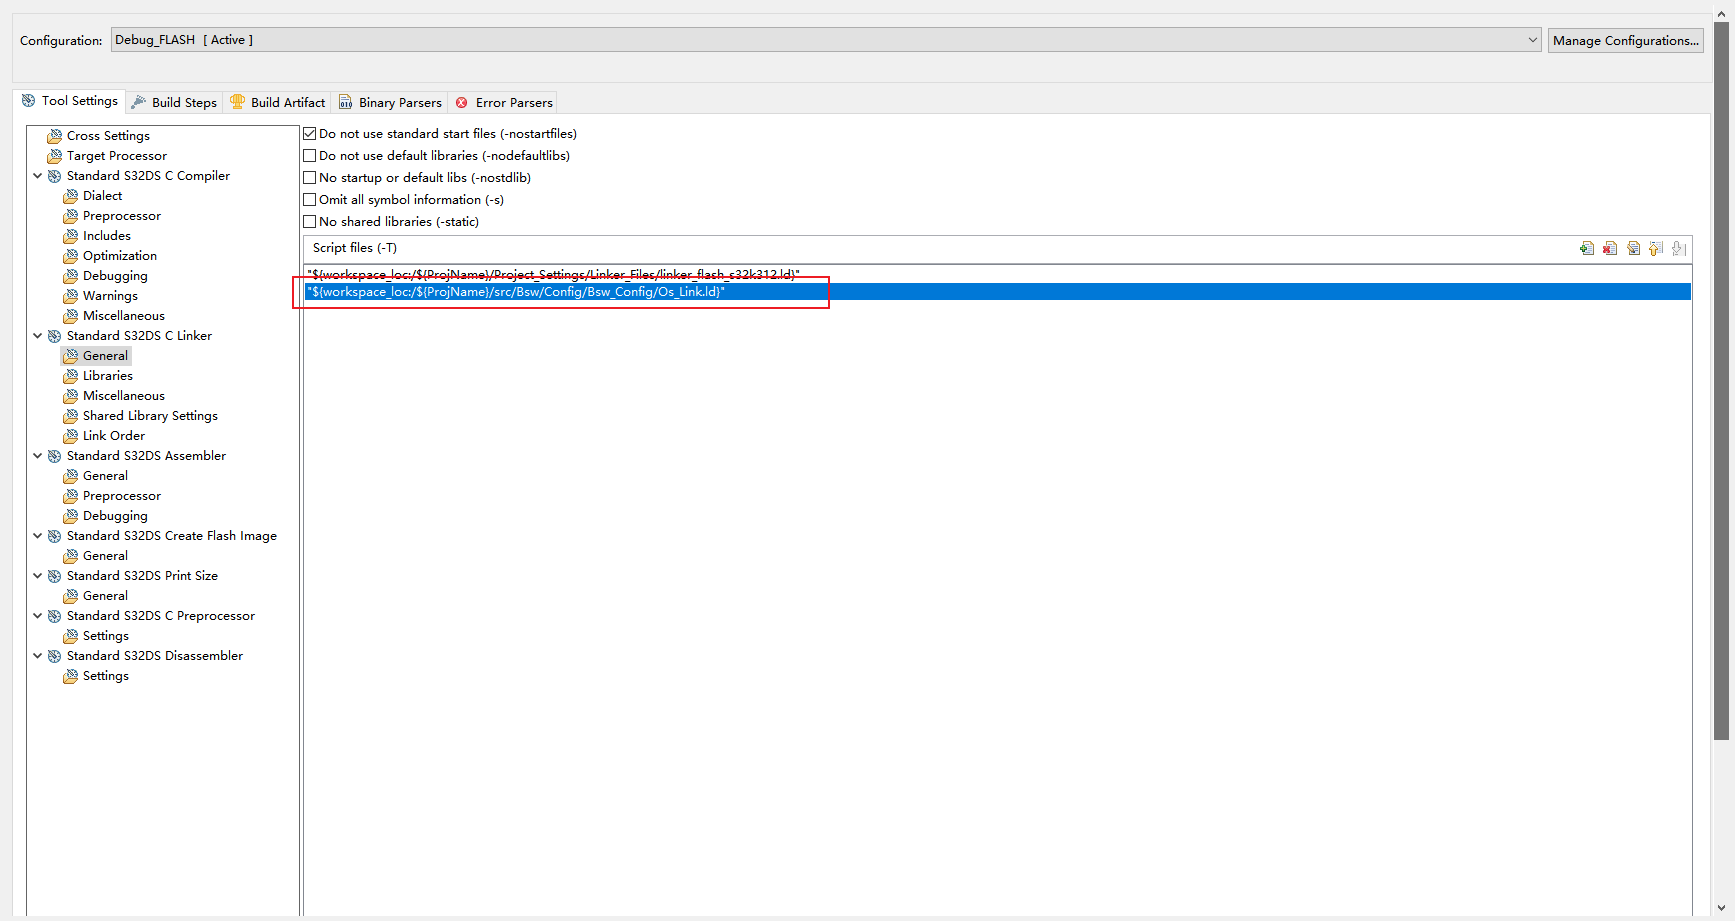 Configuration: Debug_FLASH [ Active ] Manage Configurations...
Tool Settings Build Steps Build Artifact Binary Parsers Error Parsers
Cross Settings
Target Processor
Standard S32DS C Compiler
Dialect
Preprocessor
Includes
Optimization
Debugging
Warnings
Miscellaneous
Standard S32DS C Linker
General
Libraries
Miscellaneous
Shared Library Settings
Link Order
Standard S32DS Assembler
General
Preprocessor
Debugging
Standard S32DS Create Flash Image
General
Standard S32DS Print Size
General
Standard S32DS C Preprocessor
Settings
Standard S32DS Disassembler
Settings
Do not use standard start files (-nostartfiles)
Do not use default libraries (-nodefaultlibs)
No startup or default libs (-nostdlib)
Omit all symbol information (-s)
No shared libraries (-static)
Script files (-T)
"${workspace_loc:/${ProjName}/Project_Settings/Linker_Files/linker_flash_s32k312.ld}"
"${workspace_loc:/${ProjName}/src/Bsw/Config/Bsw_Config/Os_Link.ld}"